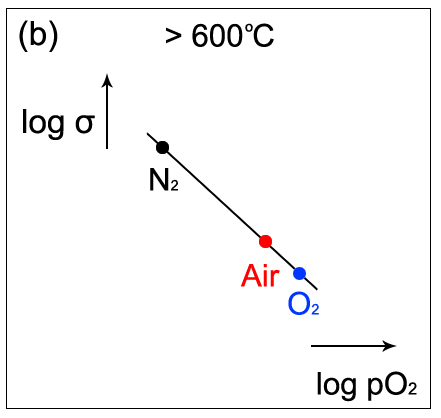 (b) > 600℃
log σ
N₂
Air
O₂
log pO₂